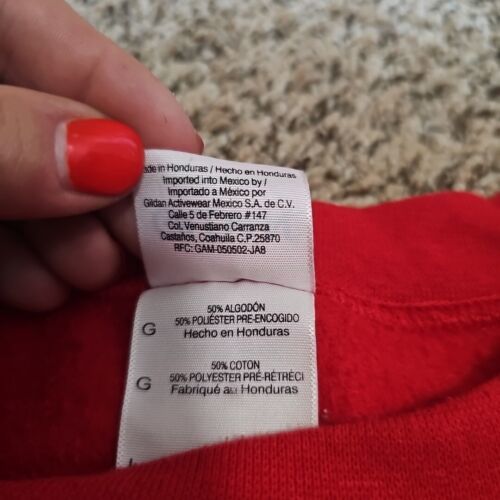 ade in Honduras / Hecho en Honduras
Imported into Mexico by /
Importado a México por
Gildan Activewear Mexico S.A. de C.V.
Calle 5 de Febrero #147
Col. Venustiano Carranza
Castaños, Coahuila C.P.25870
RFC: GAM-050502-JA8
50% ALGODÓN
G 50% POLIÉSTER PRE-ENCOGIDO
Hecho en Honduras
50% COTON
G 50% POLYESTER PRÉ-RÉTRÉCI
Fabriqué aux Honduras